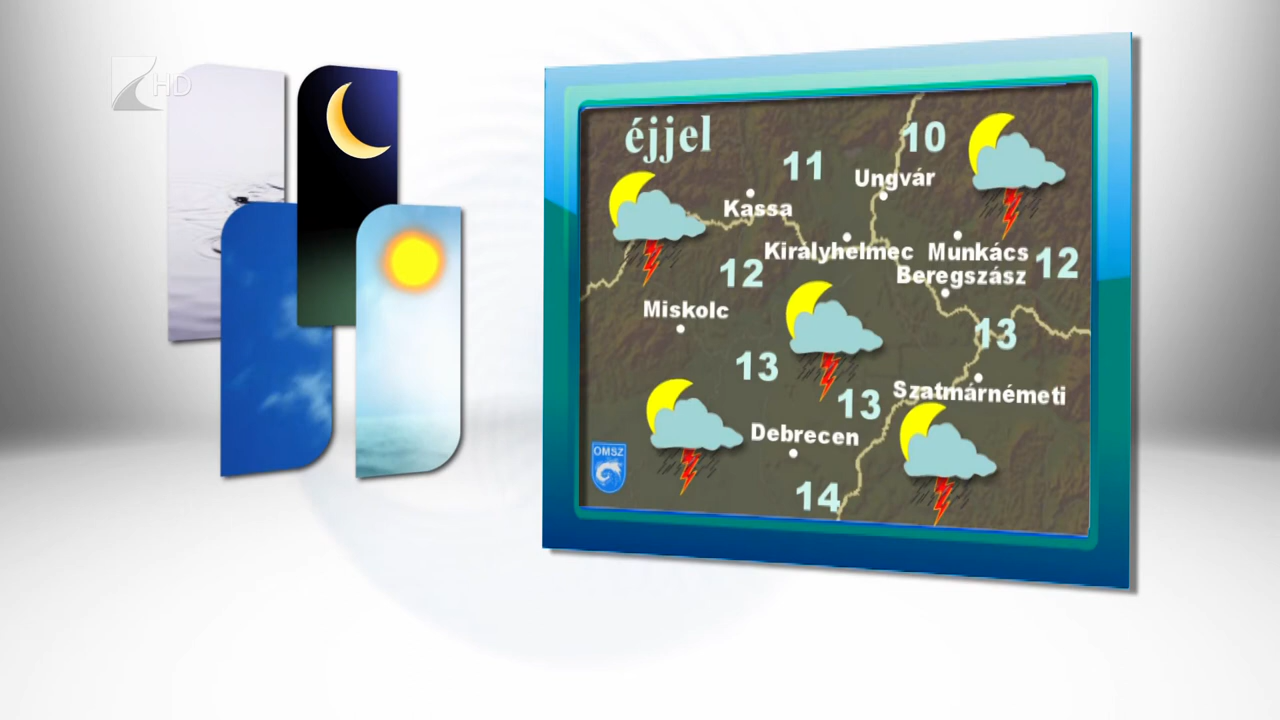 HD
éjjel
10
11
Ungvár
Kassa
Királyhelmec
Munkács
12
Beregszász
12
Miskolc
13
13
Szatmárnémeti
13
Debrecen
OMSZ
14